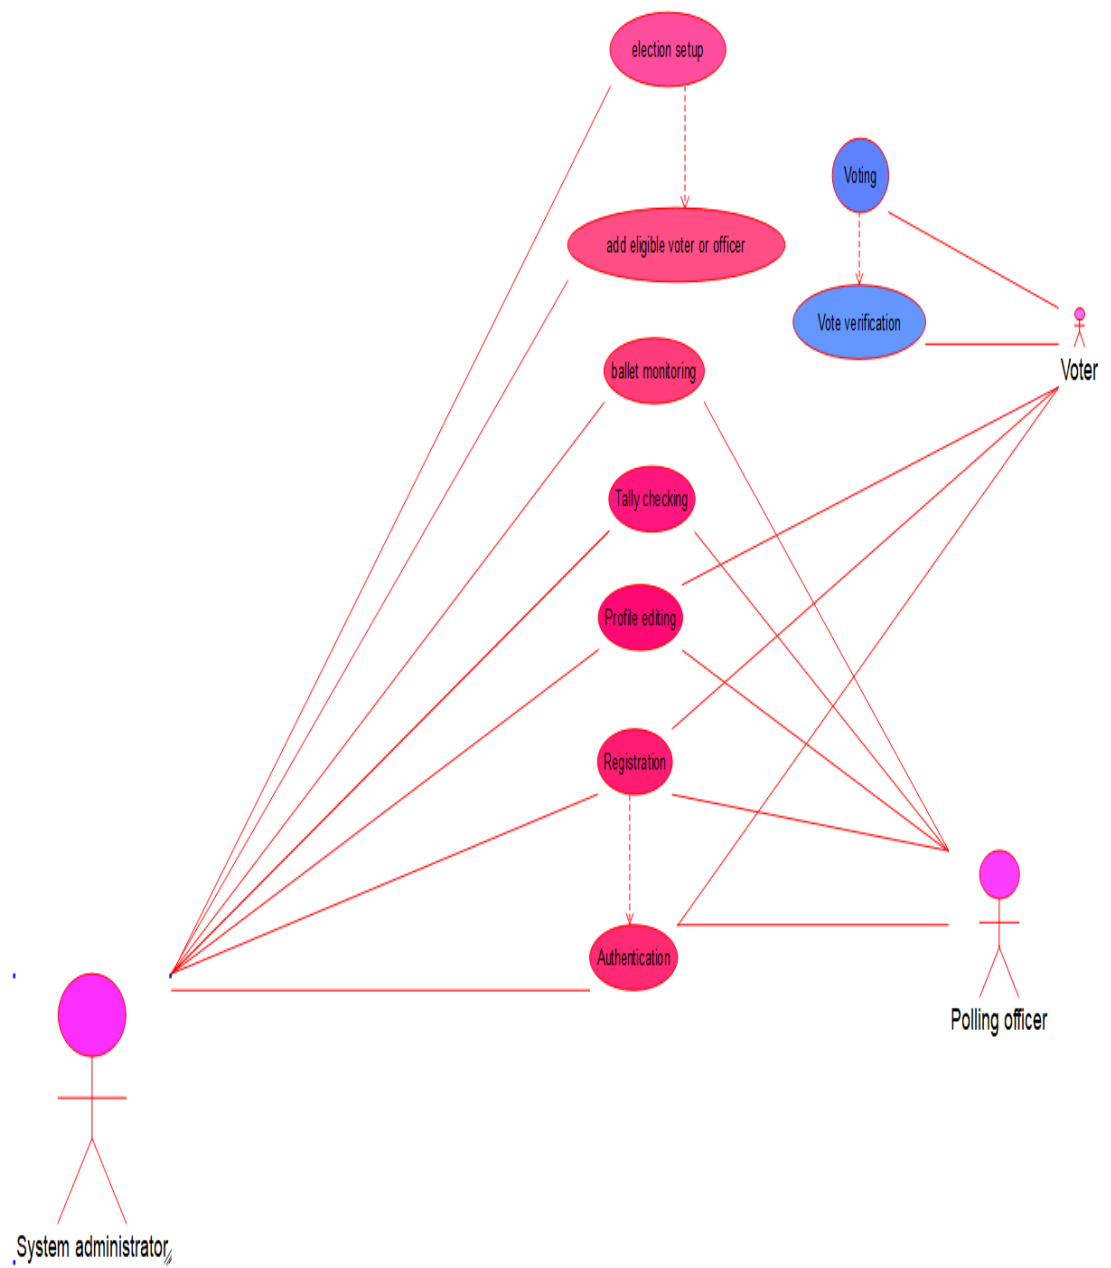 election setup
Voting
add eligible voter or officer
Vote verification
Voter
ballet monitoring
Tally checking
Profile editing
Registration
Authentication
Polling officer
System administrator